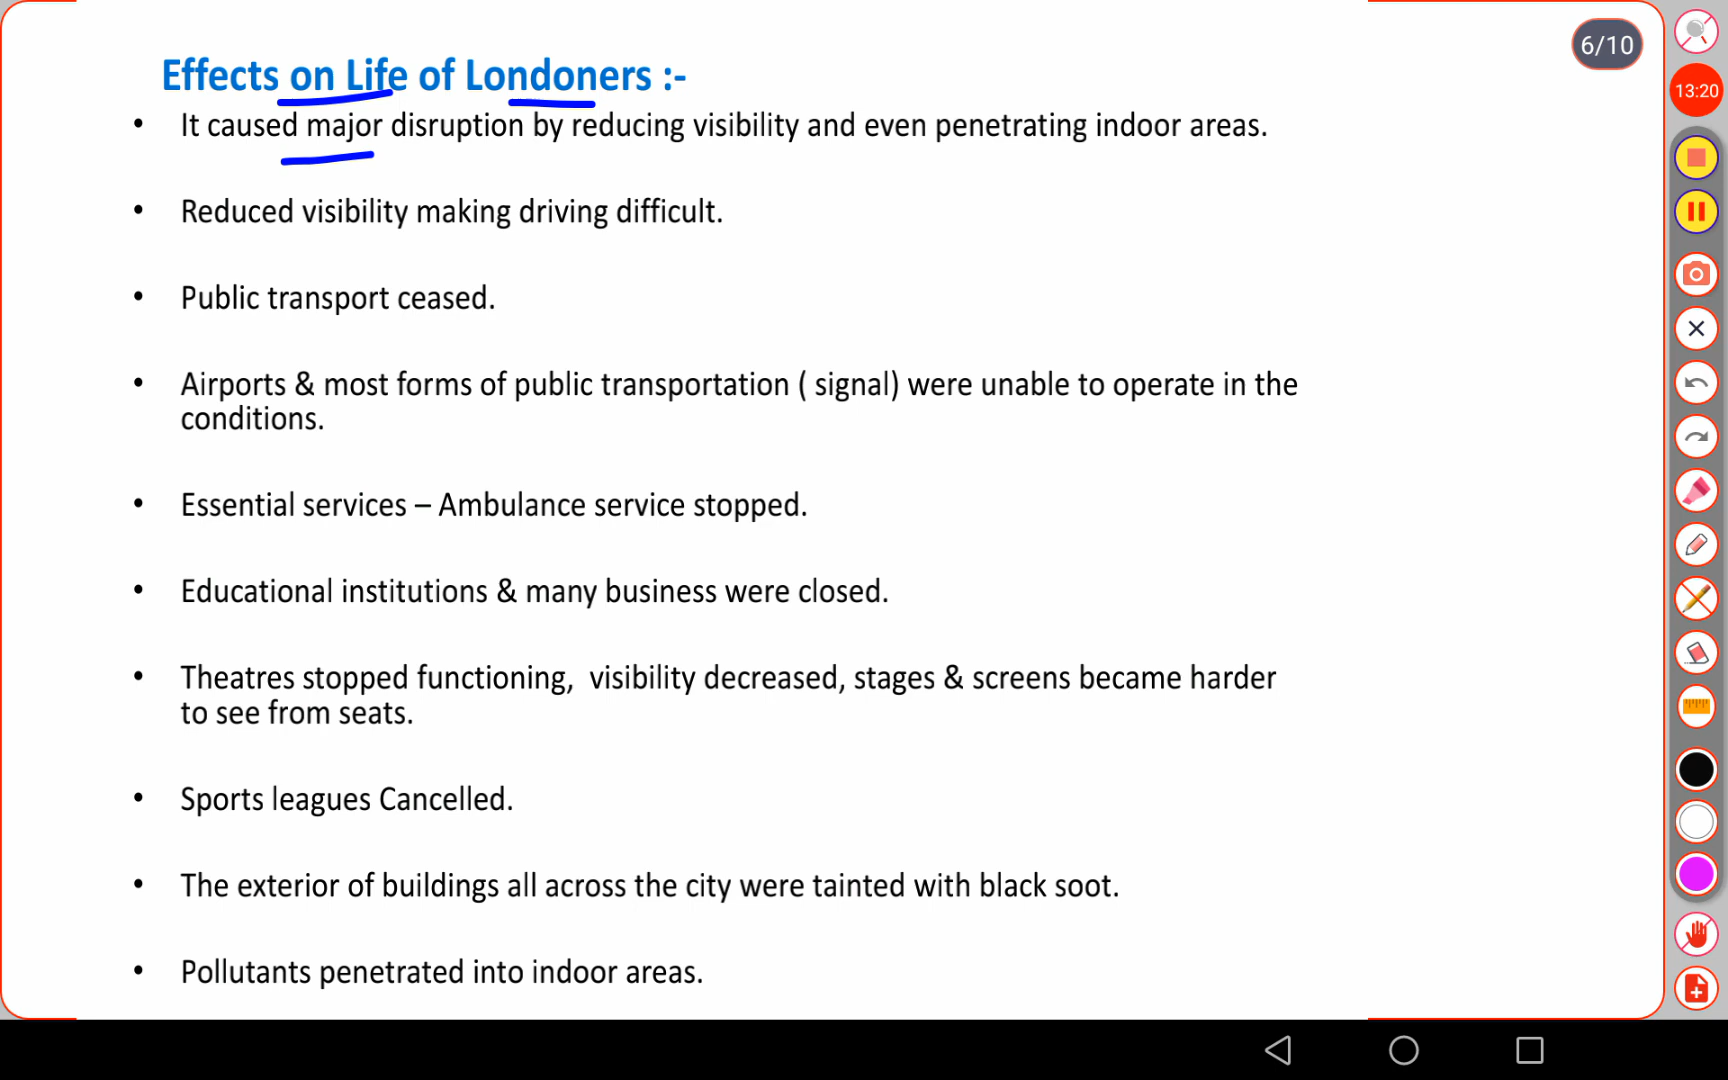 Effects on Life of Londoners :-
• It caused major disruption by reducing visibility and even penetrating indoor areas.
• Reduced visibility making driving difficult.
• Public transport ceased.
• Airports & most forms of public transportation ( signal) were unable to operate in the
conditions.
• Essential services – Ambulance service stopped.
• Educational institutions & many business were closed.
• Theatres stopped functioning,  visibility decreased, stages & screens became harder
to see from seats.
• Sports leagues Cancelled.
• The exterior of buildings all across the city were tainted with black soot.
• Pollutants penetrated into indoor areas.
6/10
13:20